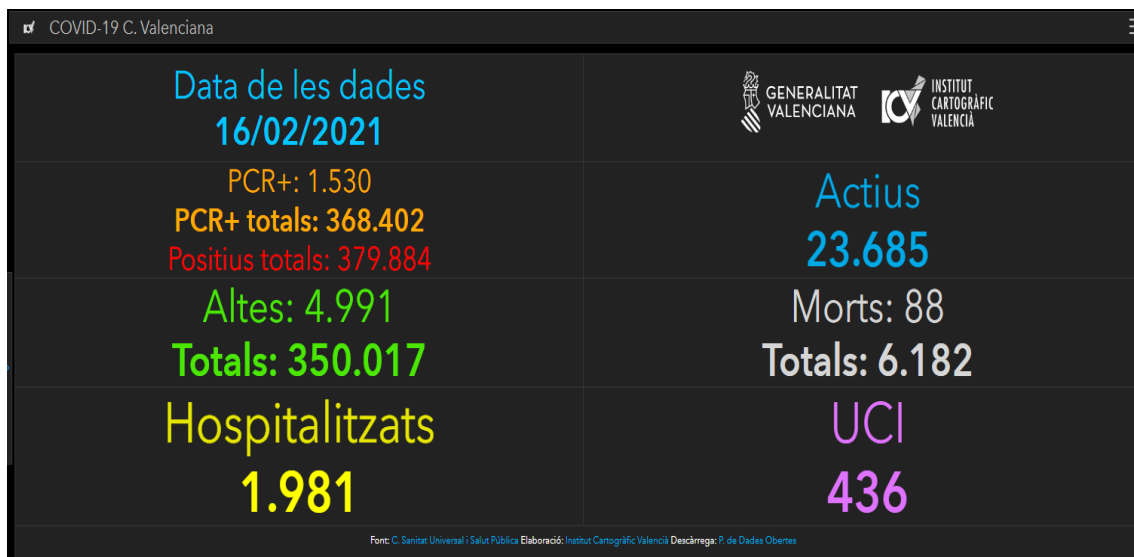 COVID-19 C. Valenciana
Data de les dades
16/02/2021
GENERALITAT
VALENCIANA
ICV
INSTITUT
CARTOGRÀFIC
VALENCIÀ
PCR+: 1.530
PCR+ totals: 368.402
Positius totals: 379.884
Actius
23.685
Altes: 4.991
Totals: 350.017
Morts: 88
Totals: 6.182
Hospitalitzats
1.981
UCI
436
Font: C. Sanitat Universal i Salut Pública Elaboració: Institut Cartogràfic Valencià Descàrrega: P. de Dades Obertes